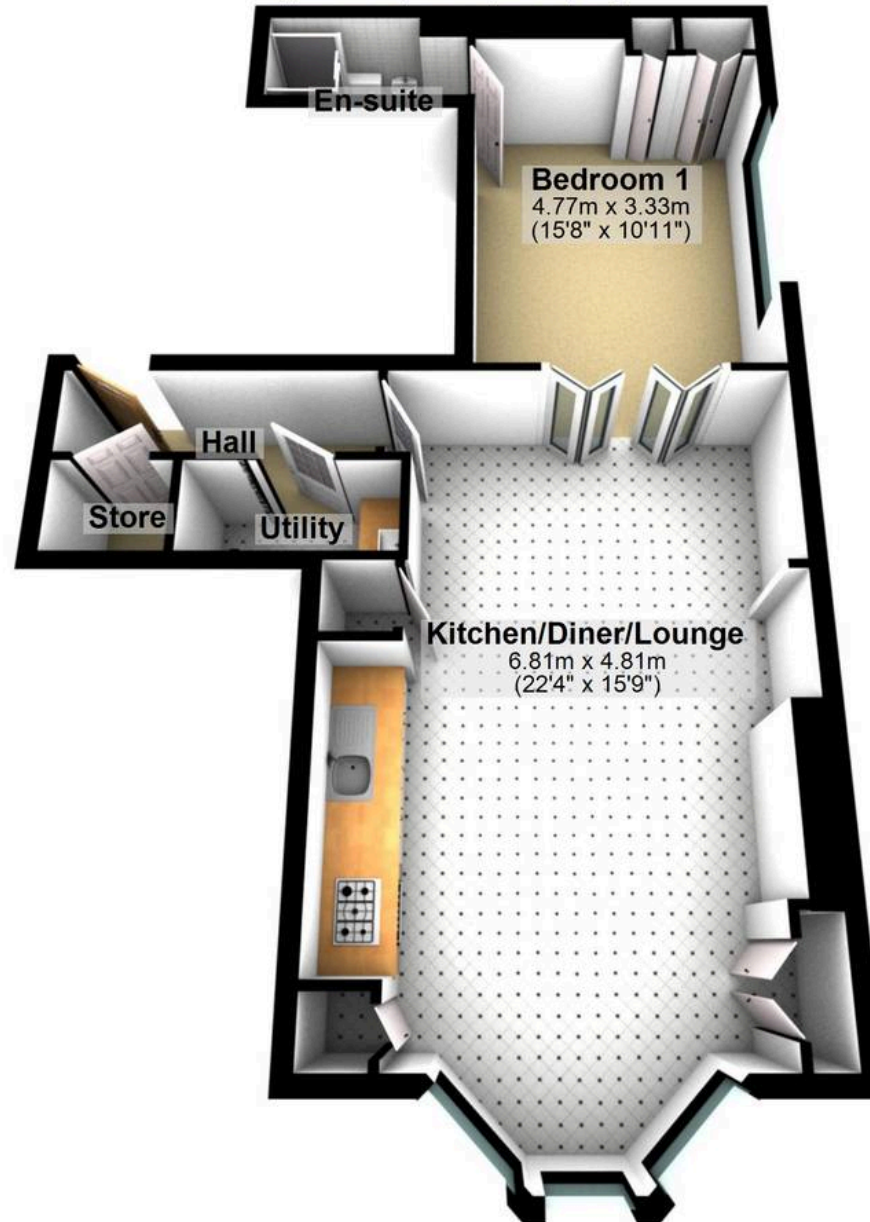 En-suite
Bedroom 1
4.77m x 3.33m
(15'8" x 10'11")
Hall
Store
Utility
Kitchen/Diner/Lounge
6.81m x 4.81m
(22'4" x 15'9")